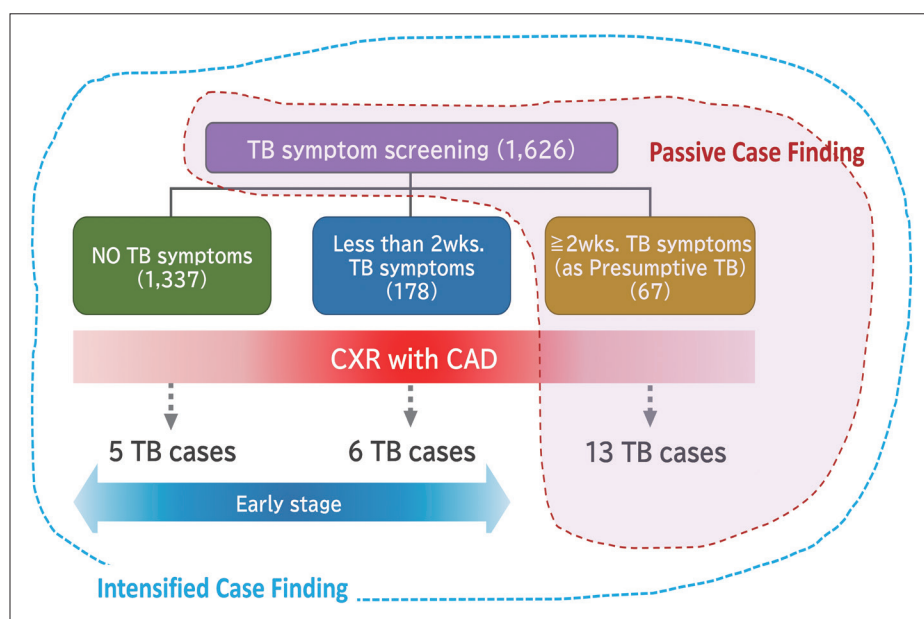 TB symptom screening (1,626)
Passive Case Finding
NO TB symptoms
(1,337)
Less than 2wks.
TB symptoms
(178)
≧2wks. TB symptoms
(as Presumptive TB)
(67)
CXR with CAD
5 TB cases
6 TB cases
13 TB cases
Early stage
Intensified Case Finding